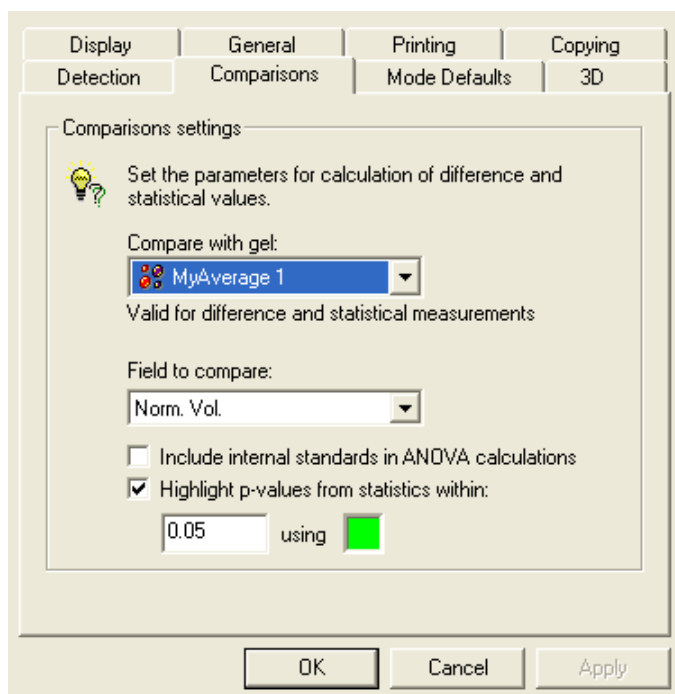 Display General Printing Copying
Detection Comparisons Mode Defaults 3D
Comparisons settings
Set the parameters for calculation of difference and
statistical values.
Compare with gel:
MyAverage 1
Valid for difference and statistical measurements
Field to compare:
Norm. Vol.
Include internal standards in ANOVA calculations
Highlight p-values from statistics within:
0.05 using
OK Cancel Apply